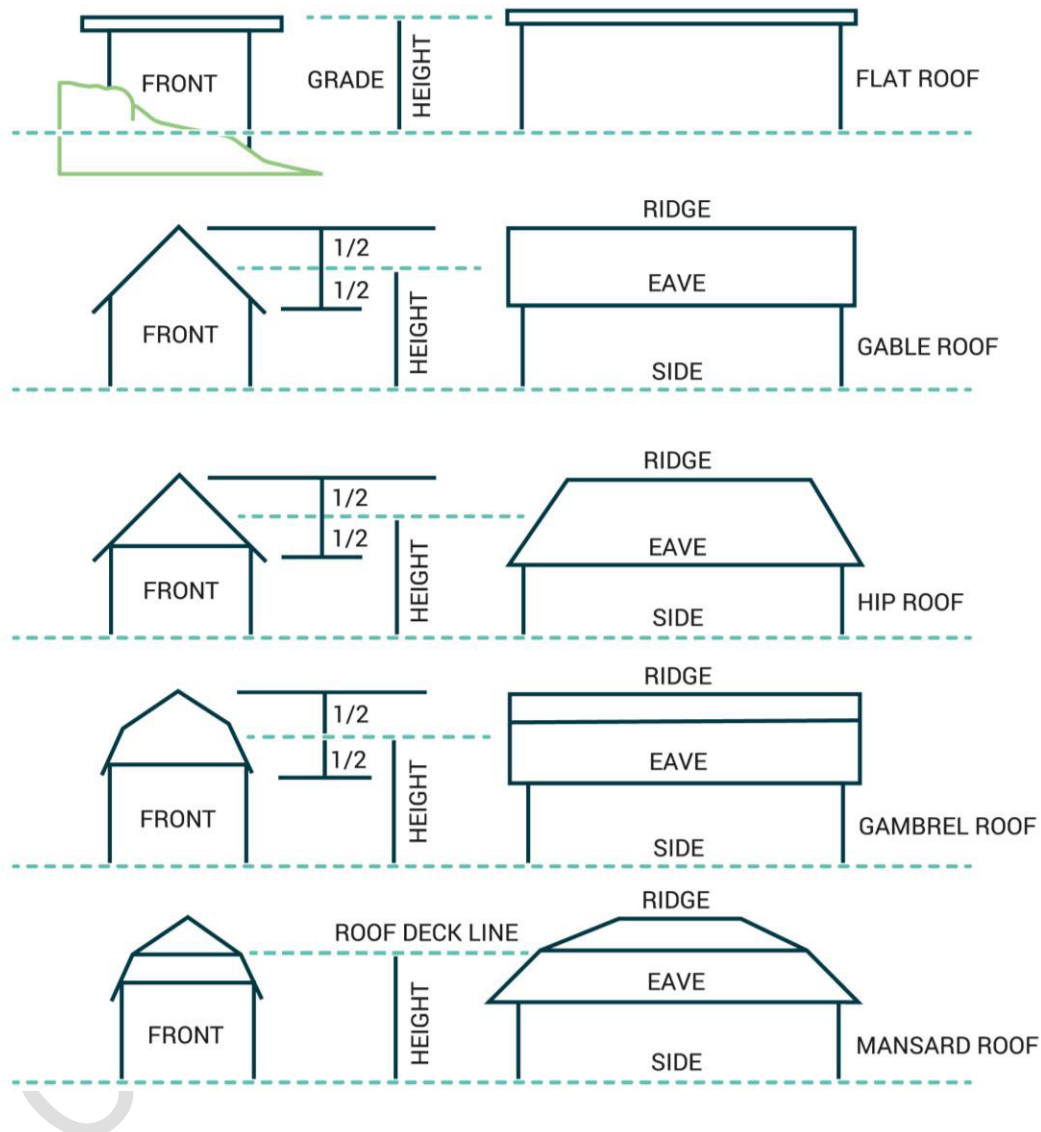 FRONT
GRADE
HEIGHT
FLAT ROOF
RIDGE
1/2
1/2
EAVE
FRONT
HEIGHT
SIDE
GABLE ROOF
RIDGE
1/2
1/2
EAVE
FRONT
HEIGHT
SIDE
HIP ROOF
RIDGE
1/2
1/2
EAVE
FRONT
HEIGHT
SIDE
GAMBREL ROOF
RIDGE
ROOF DECK LINE
EAVE
FRONT
HEIGHT
SIDE
MANSARD ROOF